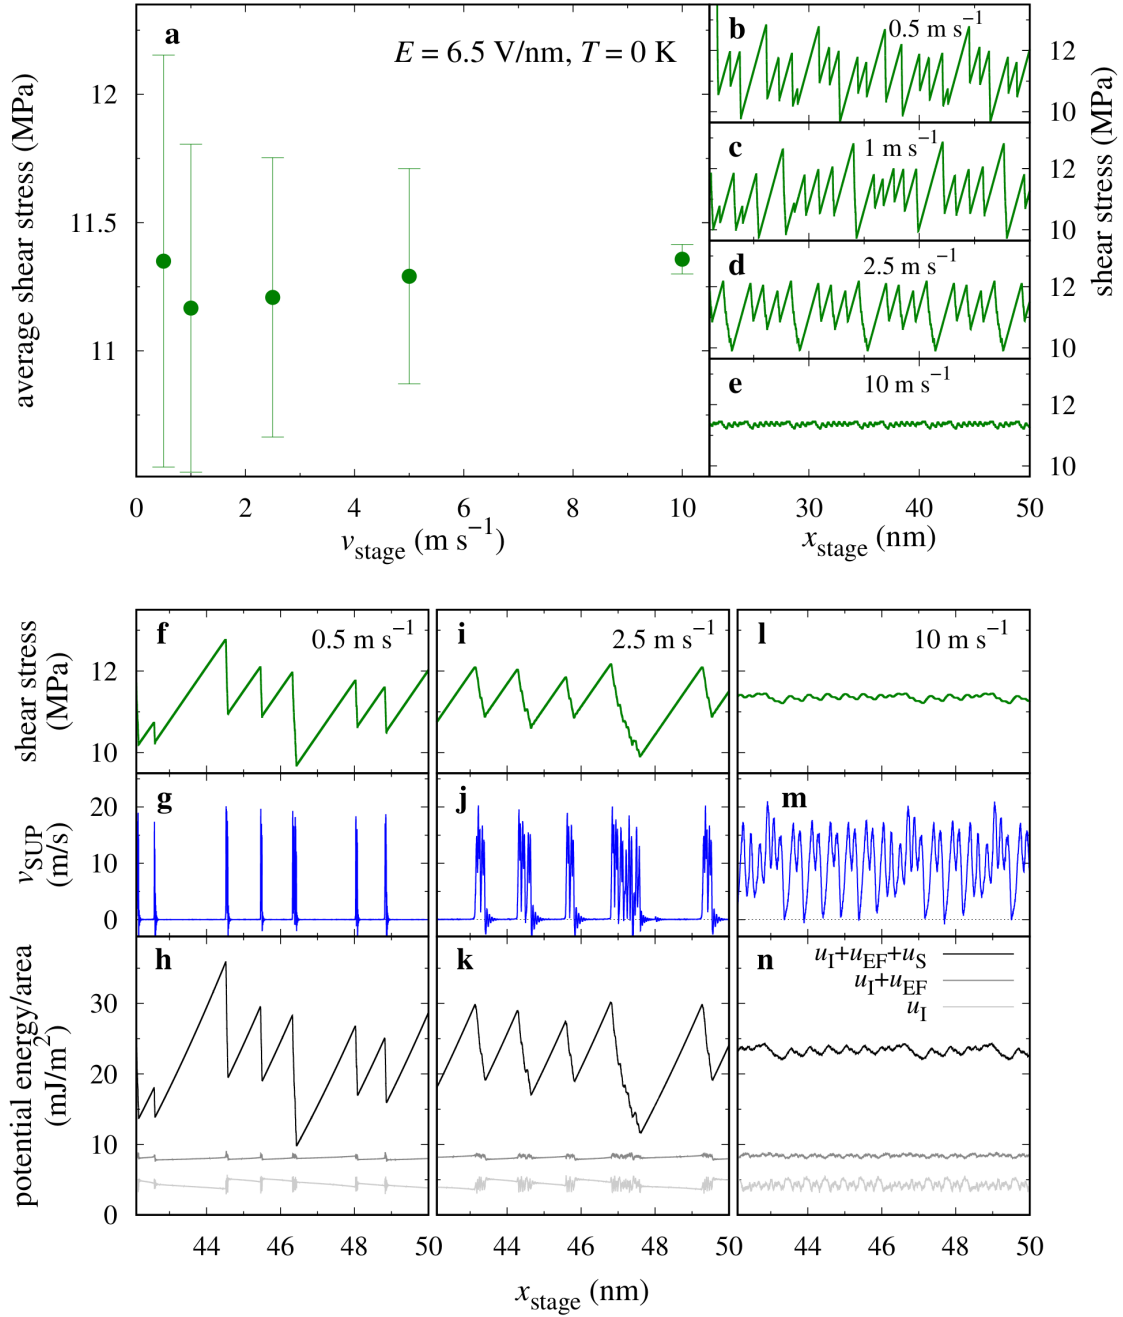 a
E = 6.5 V/nm, T = 0 K
average shear stress (MPa)
12
11.5
11
0 2 4 6 8 10
v_stage (m s⁻¹)
b
0.5 m s⁻¹
12
10
c
1 m s⁻¹
12
10
d
2.5 m s⁻¹
12
10
e
10 m s⁻¹
12
10
shear stress (MPa)
30 40 50
x_stage (nm)
shear stress
(MPa)
12
10
f
0.5 m s⁻¹
i
2.5 m s⁻¹
l
10 m s⁻¹
v_SUP
(m/s)
20
10
0
g
j
m
potential energy/area
(mJ/m²)
30
20
10
0
h
k
n
u_I+u_EF+u_S
u_I+u_EF
u_I
44 46 48 50 44 46 48 50 44 46 48 50
x_stage (nm)